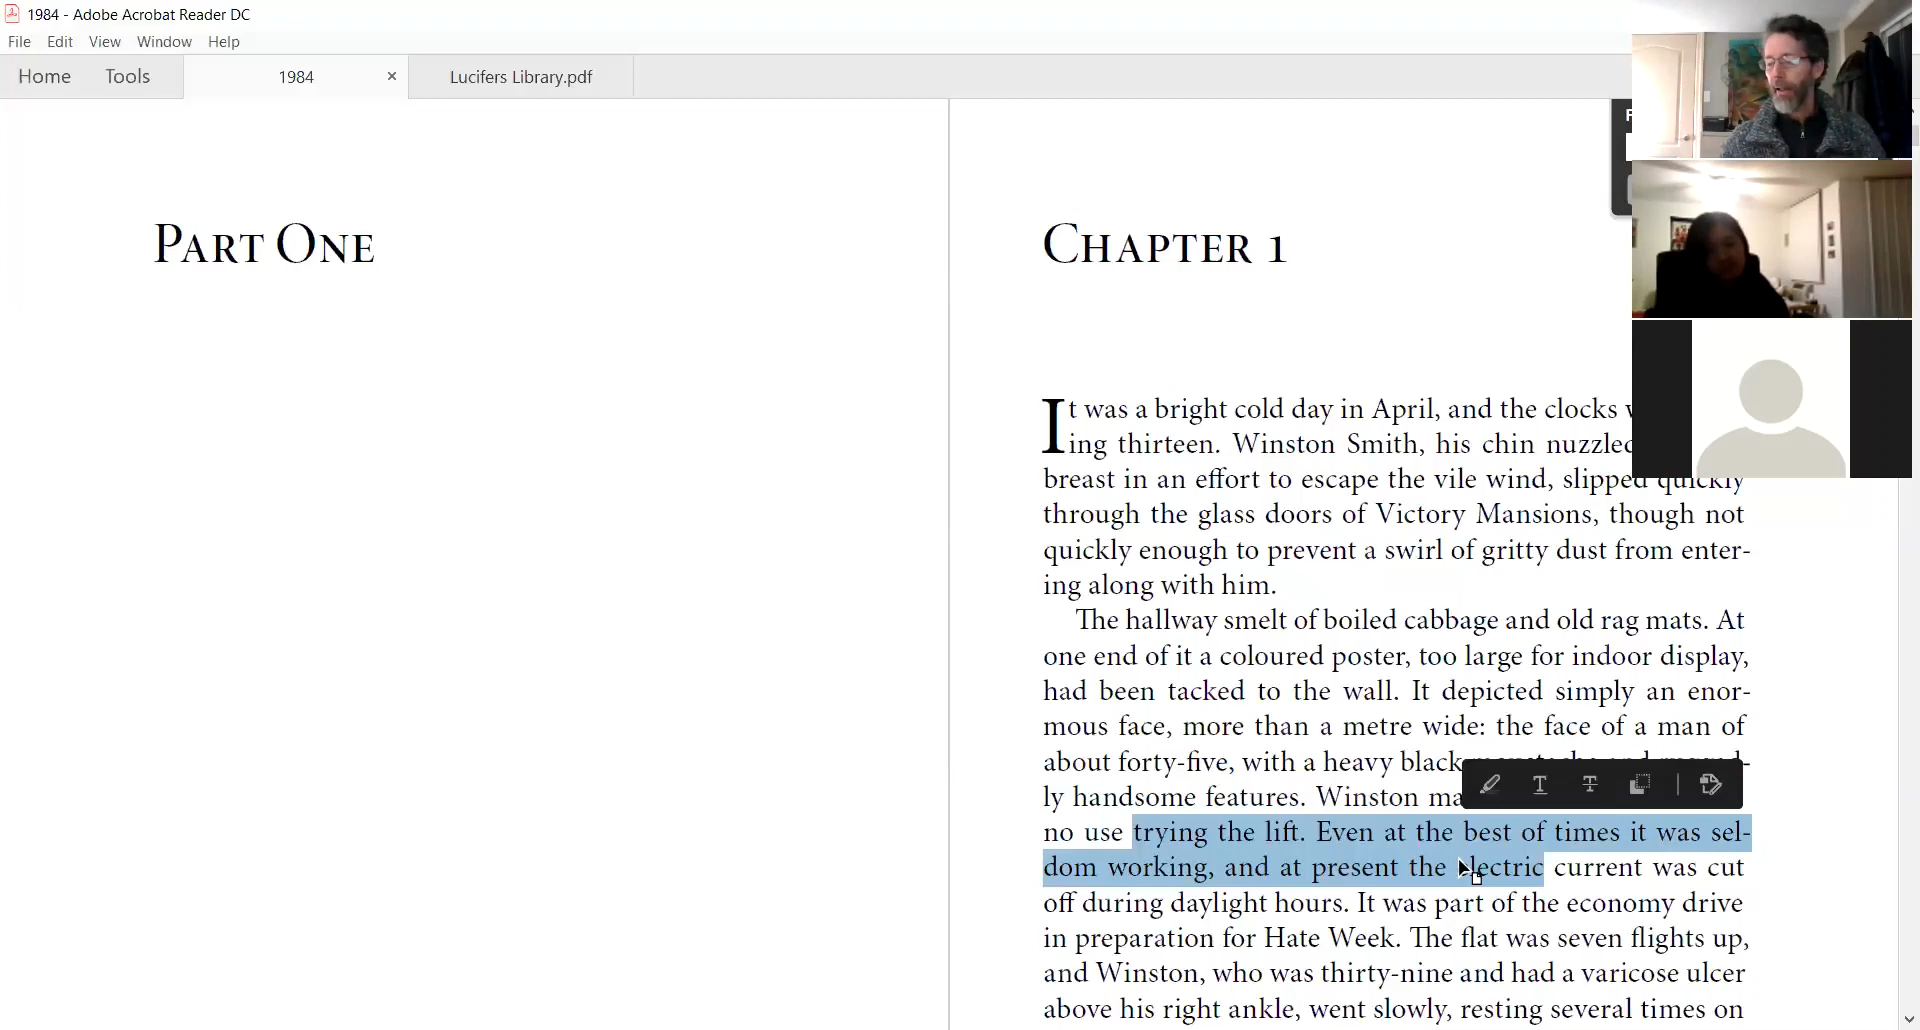 1984 - Adobe Acrobat Reader DC
File Edit View Window Help
Home Tools 1984 × Lucifers Library.pdf
PART ONE
CHAPTER 1
It was a bright cold day in April, and the clocks
ing thirteen. Winston Smith, his chin nuzzled
breast in an effort to escape the vile wind, slipped quickly
through the glass doors of Victory Mansions, though not
quickly enough to prevent a swirl of gritty dust from enter-
ing along with him.
The hallway smelt of boiled cabbage and old rag mats. At
one end of it a coloured poster, too large for indoor display,
had been tacked to the wall. It depicted simply an enor-
mous face, more than a metre wide: the face of a man of
about forty-five, with a heavy black
ly handsome features. Winston
no use trying the lift. Even at the best of times it was sel-
dom working, and at present the electric current was cut
off during daylight hours. It was part of the economy drive
in preparation for Hate Week. The flat was seven flights up,
and Winston, who was thirty-nine and had a varicose ulcer
above his right ankle, went slowly, resting several times on